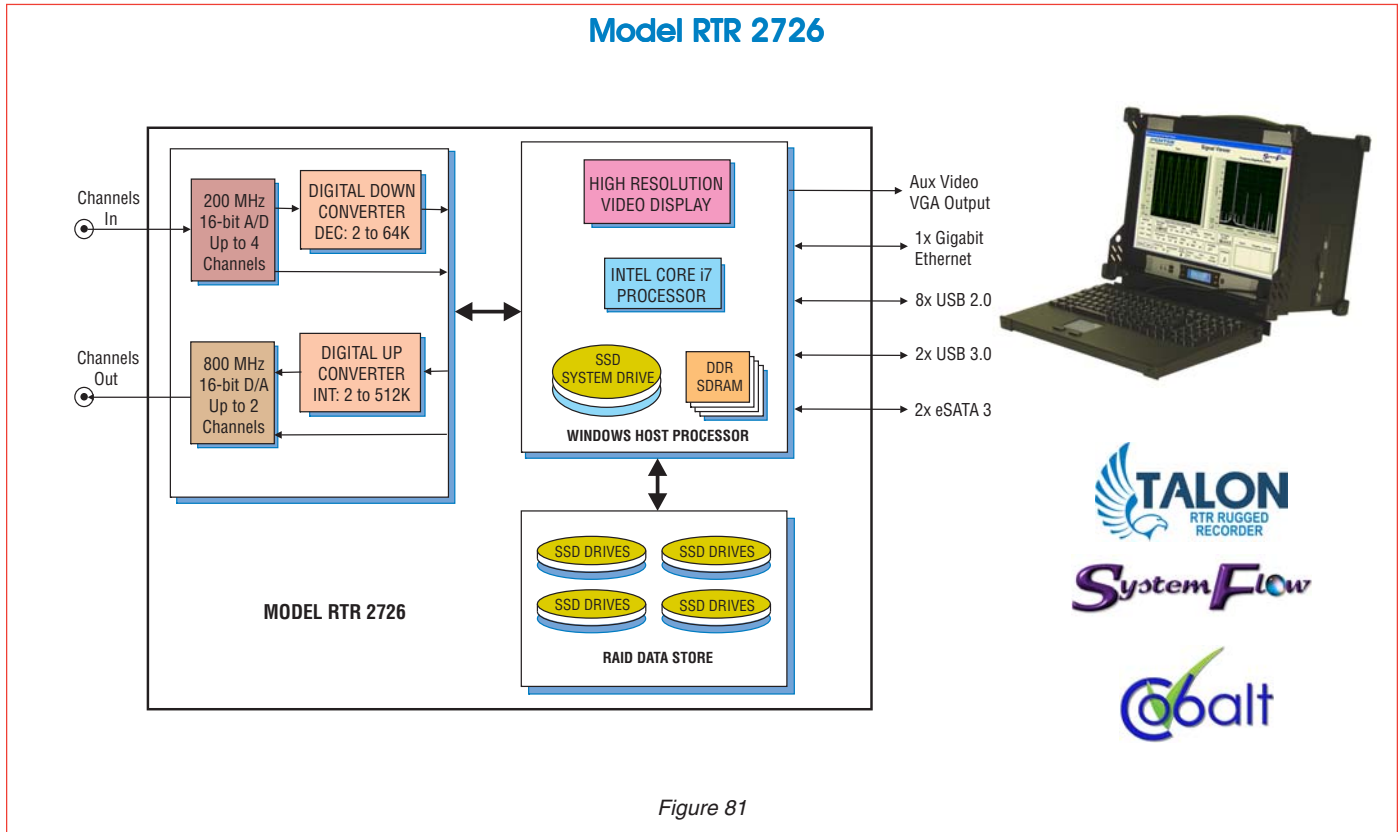 Model RTR 2726
Channels
In
200 MHz
16-bit A/D
Up to 4
Channels
DIGITAL DOWN
CONVERTER
DEC: 2 to 64K
Channels
Out
800 MHz
16-bit D/A
Up to 2
Channels
DIGITAL UP
CONVERTER
INT: 2 to 512K
MODEL RTR 2726
HIGH RESOLUTION
VIDEO DISPLAY
INTEL CORE i7
PROCESSOR
SSD
SYSTEM DRIVE
DDR
SDRAM
WINDOWS HOST PROCESSOR
SSD DRIVES
SSD DRIVES
SSD DRIVES
SSD DRIVES
RAID DATA STORE
Aux Video
VGA Output
1x Gigabit
Ethernet
8x USB 2.0
2x USB 3.0
2x eSATA 3
Signal Viewer
TALON
RTR RUGGED
RECORDER
SystemFlow
Cobalt
Figure 81